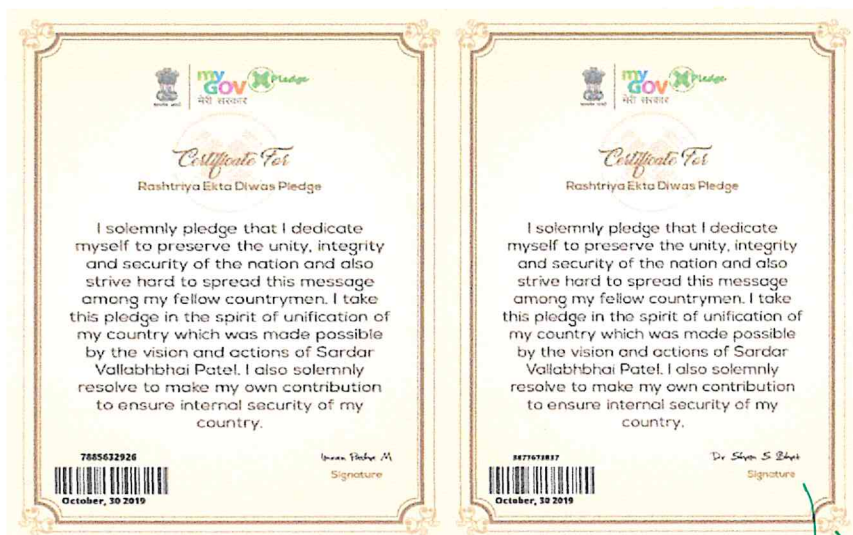 my
GOV
मेरी सरकार
Pledge
Certificate For
Rashtriya Ekta Diwas Pledge
I solemnly pledge that I dedicate
myself to preserve the unity, integrity
and security of the nation and also
strive hard to spread this message
among my fellow countrymen. I take
this pledge in the spirit of unification of
my country which was made possible
by the vision and actions of Sardar
Vallabhbhai Patel. I also solemnly
resolve to make my own contribution
to ensure internal security of my
country.
7885632926
Imran Pasha M
Signature
October, 30 2019
my
GOV
मेरी सरकार
Pledge
Certificate For
Rashtriya Ekta Diwas Pledge
I solemnly pledge that I dedicate
myself to preserve the unity, integrity
and security of the nation and also
strive hard to spread this message
among my fellow countrymen. I take
this pledge in the spirit of unification of
my country which was made possible
by the vision and actions of Sardar
Vallabhbhai Patel. I also solemnly
resolve to make my own contribution
to ensure internal security of my
country.
Dr Shyan S Bhat
Signature
October, 30 2019